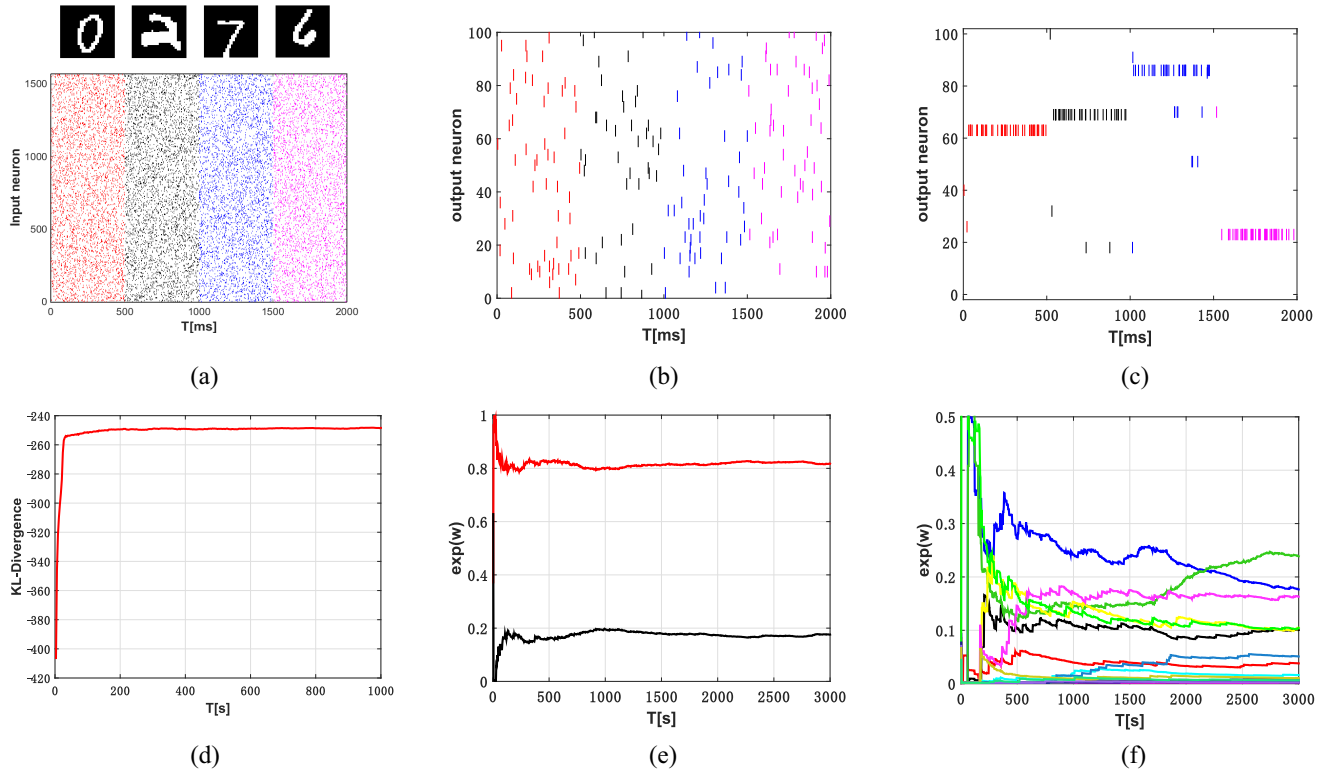 0 2 7 6
Input neuron
1500
1000
500
0
0 500 1000 1500 2000
T[ms]
(a)
output neuron
100
80
60
40
20
0
0 500 1000 1500 2000
T[ms]
(b)
output neuron
100
80
60
40
20
0
0 500 1000 1500 2000
T[ms]
(c)
KL-Divergence
-240
-260
-280
-300
-320
-340
-360
-380
-400
-420
0 200 400 600 800 1000
T[s]
(d)
exp(w)
1
0.8
0.6
0.4
0.2
0
0 500 1000 1500 2000 2500 3000
T[s]
(e)
exp(w)
0.5
0.4
0.3
0.2
0.1
0
0 500 1000 1500 2000 2500 3000
T[s]
(f)